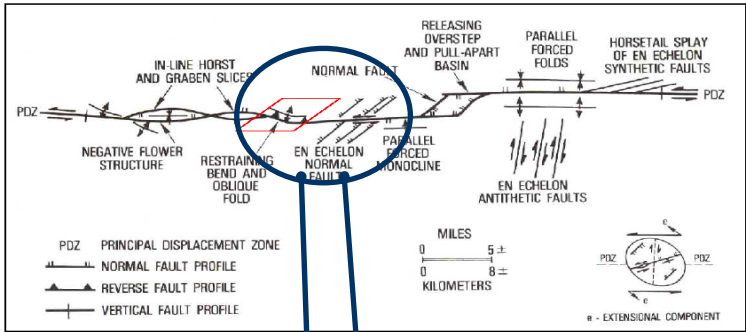 RELEASING
OVERSTEP
AND PULL-APART
BASIN
PARALLEL
FORCED
FOLDS
HORSETAIL SPLAY
OF EN ECHELON
SYNTHETIC FAULTS
IN-LINE HORST
AND GRABEN SLICES
NORMAL FAULT
PDZ
PDZ
NEGATIVE FLOWER
STRUCTURE
RESTRAINING
BEND AND
OBLIQUE
FOLD
EN ECHELON
NORMAL
FAULT
PARALLEL
FORCED
MONOCLINE
EN ECHELON
ANTITHETIC FAULTS
PDZ PRINCIPAL DISPLACEMENT ZONE
NORMAL FAULT PROFILE
REVERSE FAULT PROFILE
VERTICAL FAULT PROFILE
MILES
0 5 ±
0 8 ±
KILOMETERS
e
PDZ PDZ
e
e - EXTENSIONAL COMPONENT